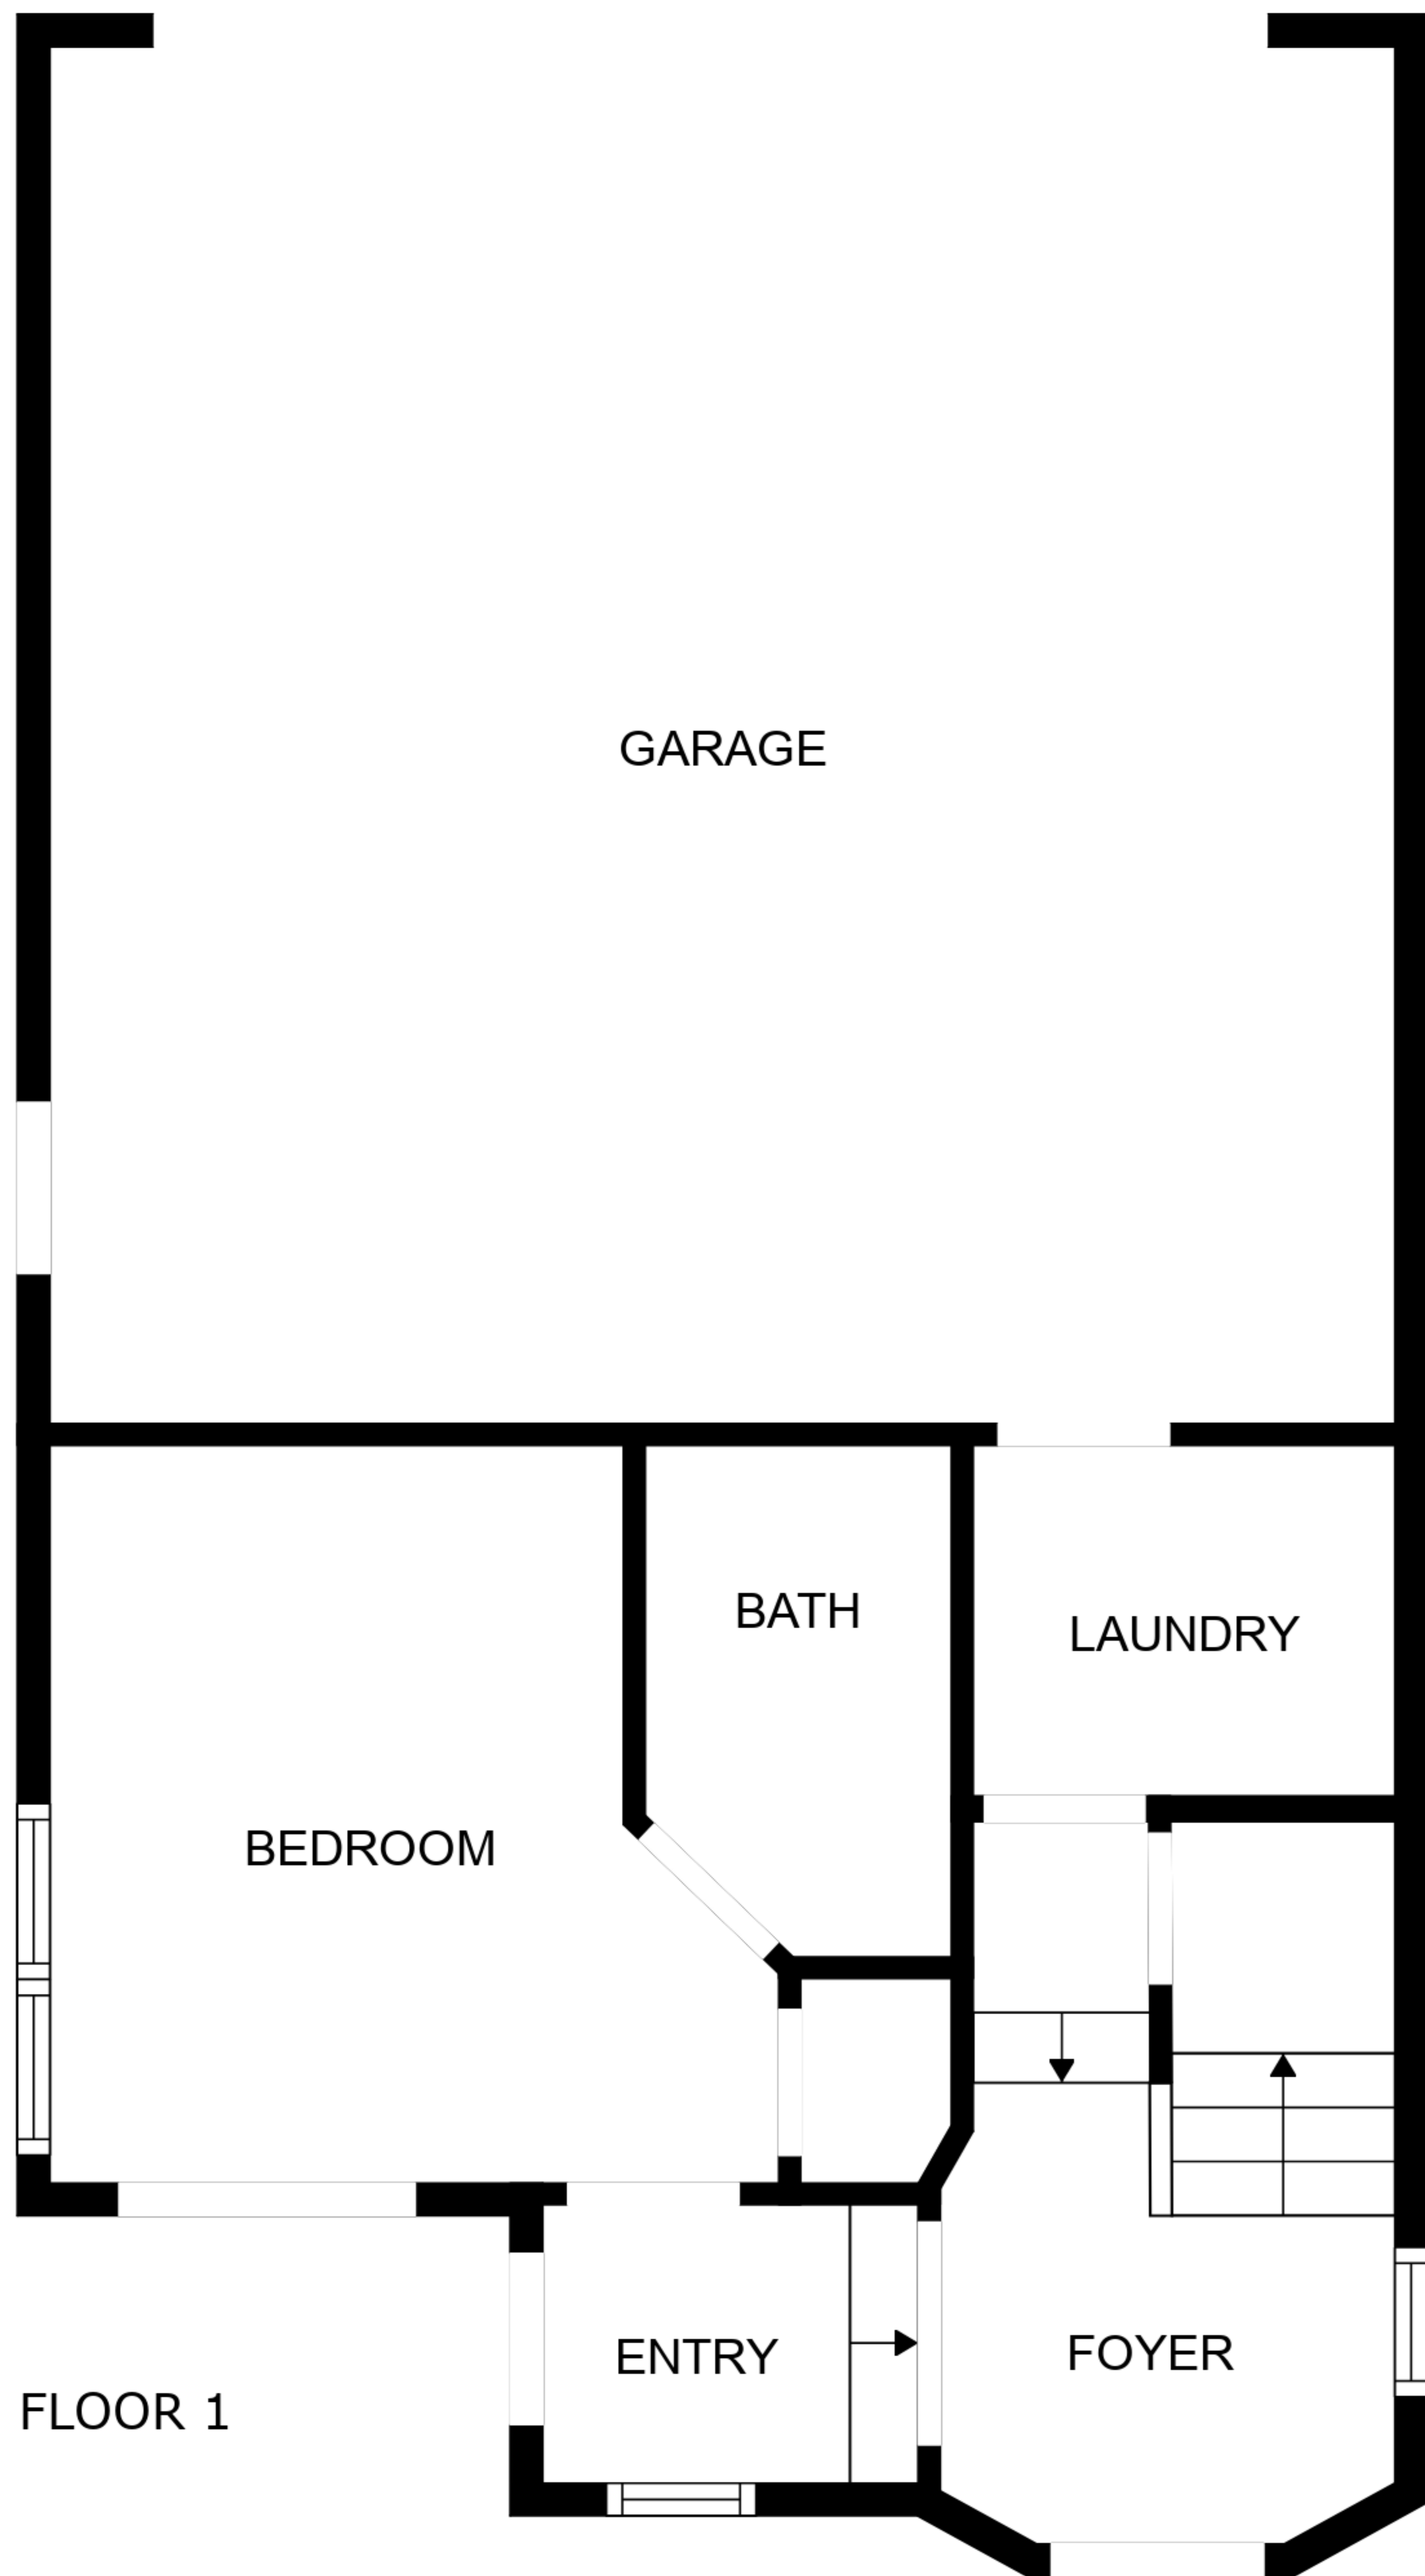 GARAGE
BATH
LAUNDRY
BEDROOM
ENTRY
FOYER
FLOOR 1